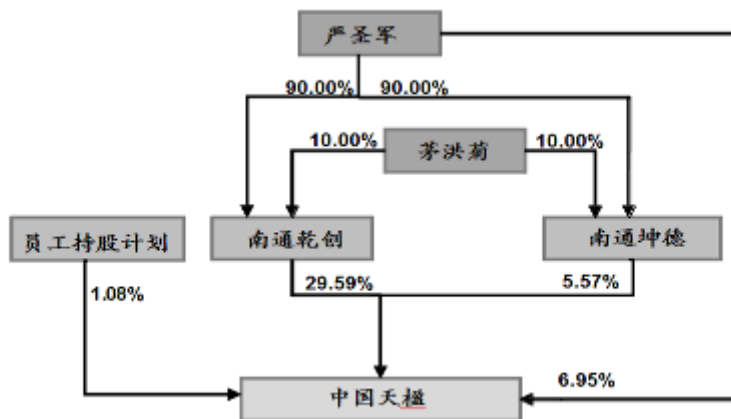 严圣军
90.00%
90.00%
10.00%
茅洪菊
10.00%
员工持股计划
南通乾创
南通坤德
1.08%
29.59%
5.57%
中国天楹
6.95%